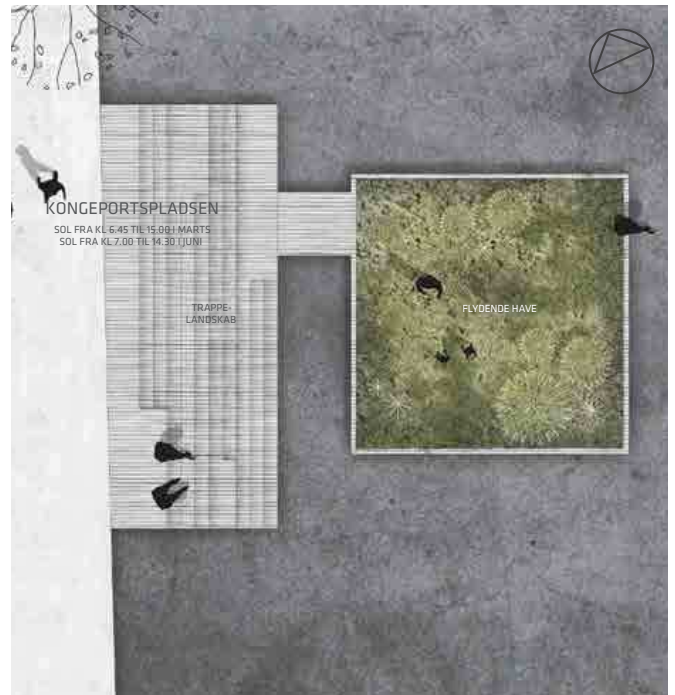 KONGEPORTSPLADSEN
SOL FRA KL 6.45 TIL 15.00 I MARTS
SOL FRA KL 7.00 TIL 14.30 I JUNI
TRAPPE-
LANDSKAB
FLYDENDE HAVE